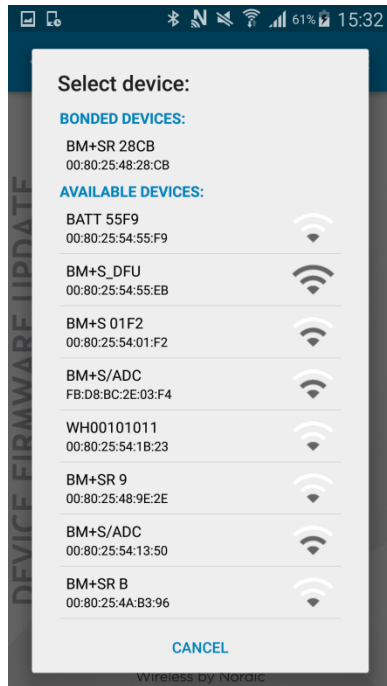 61% 15:32
Select device:
BONDED DEVICES:
BM+SR 28CB
00:80:25:48:28:CB
AVAILABLE DEVICES:
BATT 55F9
00:80:25:54:55:F9
BM+S_DFU
00:80:25:54:55:EB
BM+S 01F2
00:80:25:54:01:F2
BM+S/ADC
FB:D8:BC:2E:03:F4
WH00101011
00:80:25:54:1B:23
BM+SR 9
00:80:25:48:9E:2E
BM+S/ADC
00:80:25:54:13:50
BM+SR B
00:80:25:4A:B3:96
CANCEL
DEVICE FIRMWARE UPDATE
Wireless by Nordic